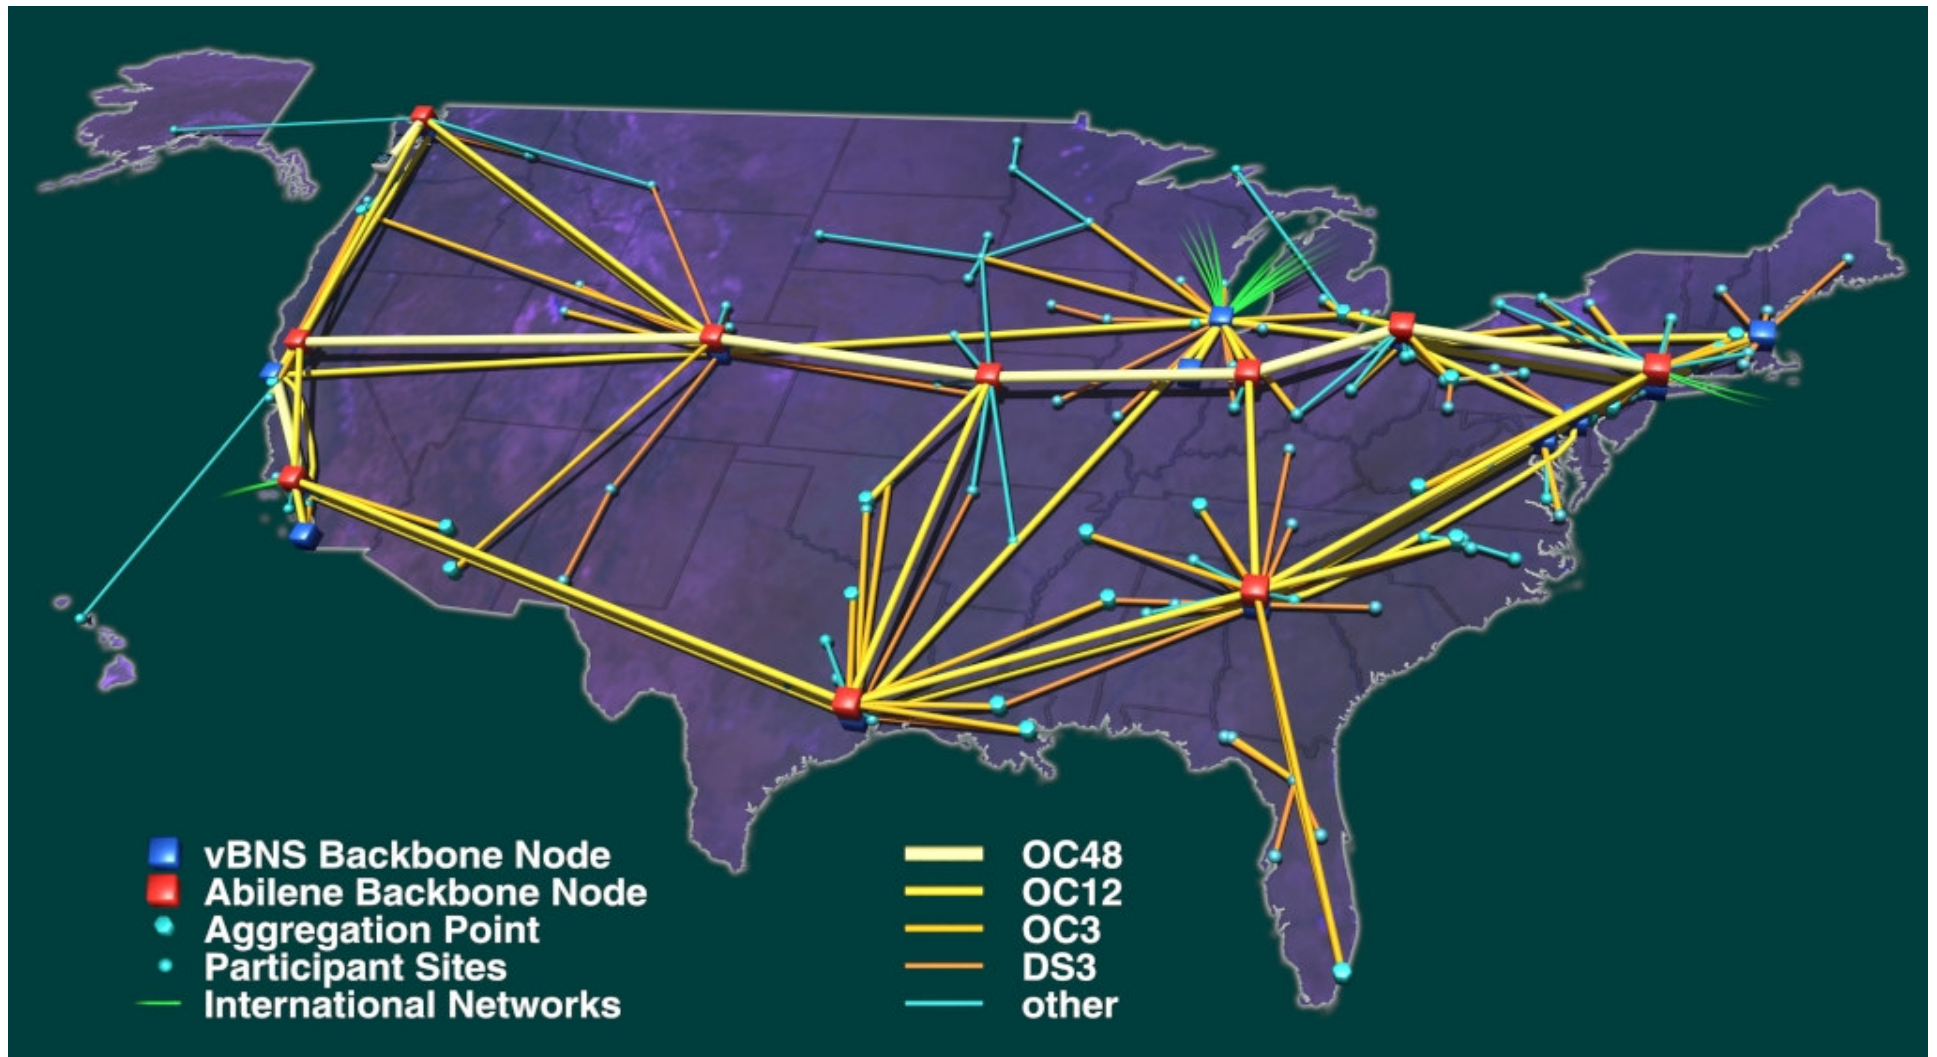 vBNS Backbone Node
Abilene Backbone Node
Aggregation Point
Participant Sites
International Networks
OC48
OC12
OC3
DS3
other